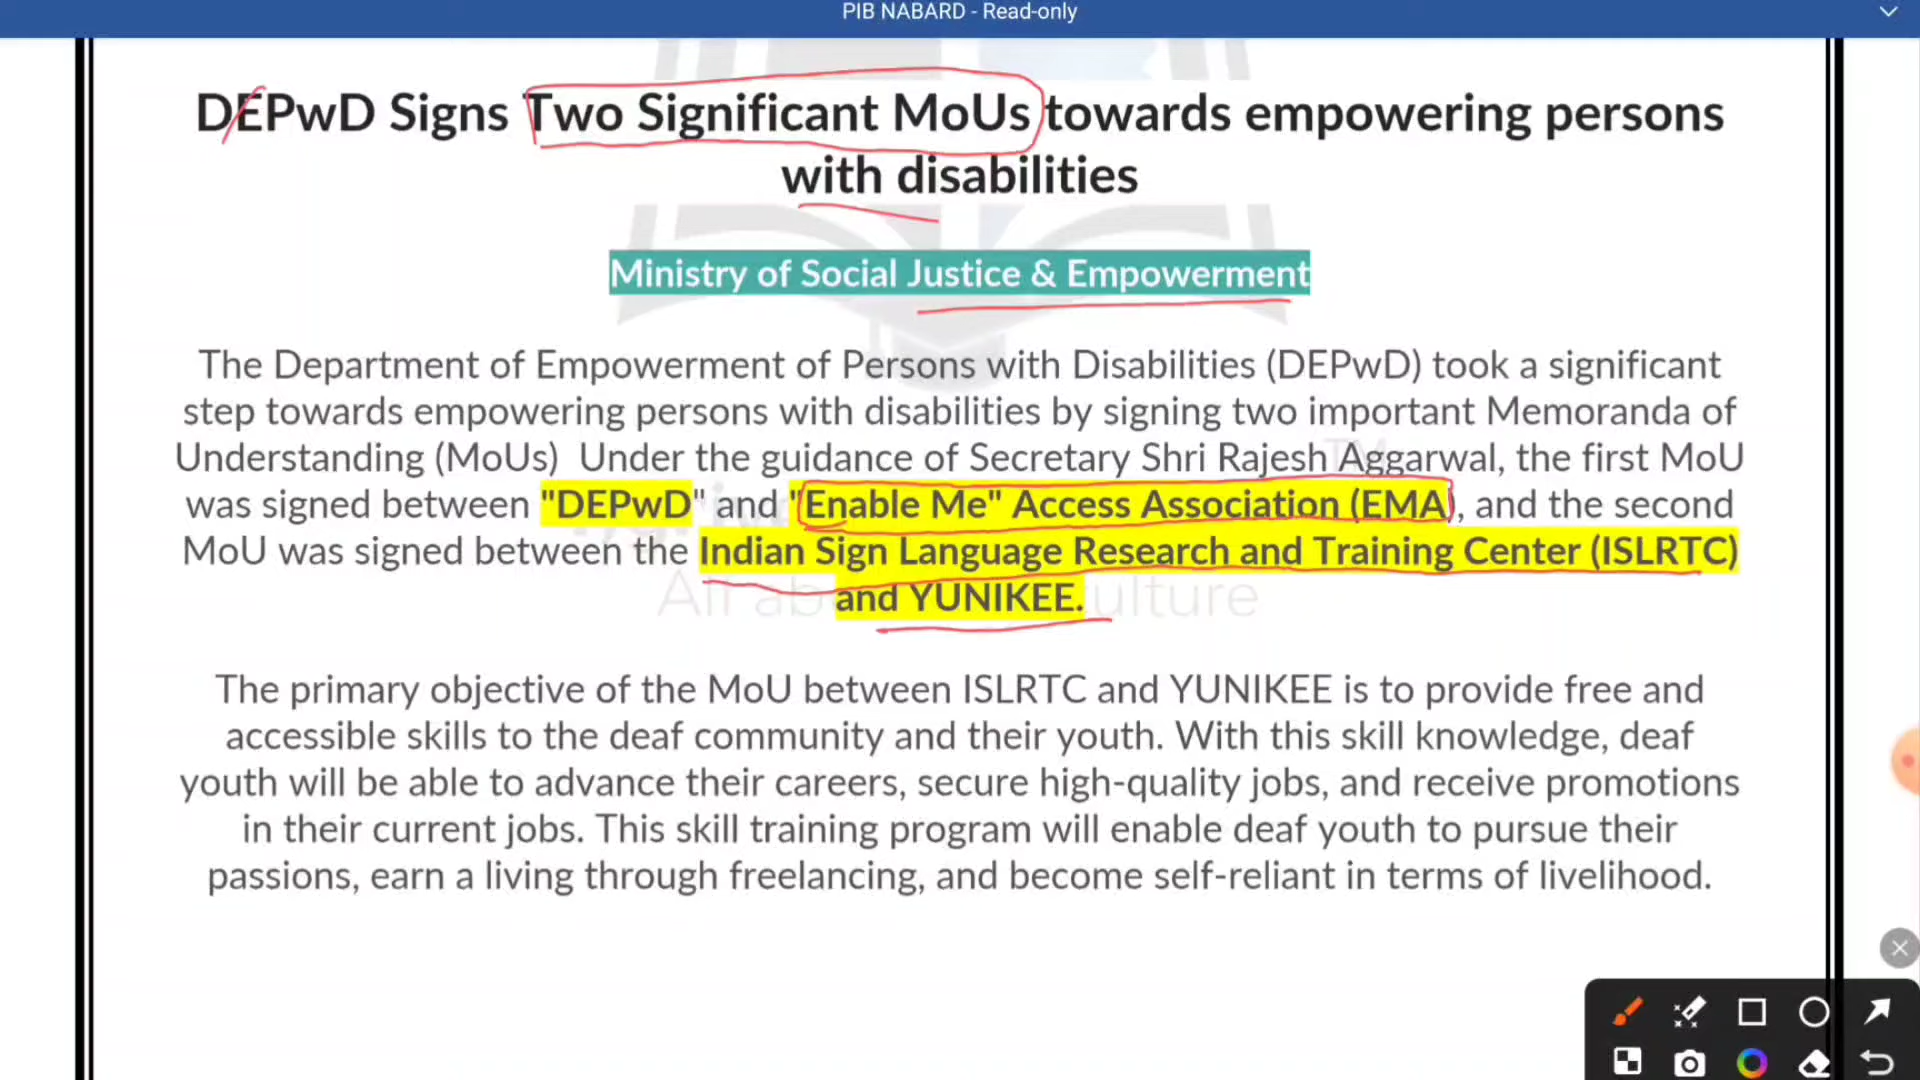 PIB NABARD - Read-only
DEPwD Signs Two Significant MoUs towards empowering persons
with disabilities
Ministry of Social Justice & Empowerment
The Department of Empowerment of Persons with Disabilities (DEPwD) took a significant
step towards empowering persons with disabilities by signing two important Memoranda of
Understanding (MoUs)  Under the guidance of Secretary Shri Rajesh Aggarwal, the first MoU
was signed between "DEPwD" and "Enable Me" Access Association (EMA), and the second
MoU was signed between the Indian Sign Language Research and Training Center (ISLRTC)
and YUNIKEE.
The primary objective of the MoU between ISLRTC and YUNIKEE is to provide free and
accessible skills to the deaf community and their youth. With this skill knowledge, deaf
youth will be able to advance their careers, secure high-quality jobs, and receive promotions
in their current jobs. This skill training program will enable deaf youth to pursue their
passions, earn a living through freelancing, and become self-reliant in terms of livelihood.